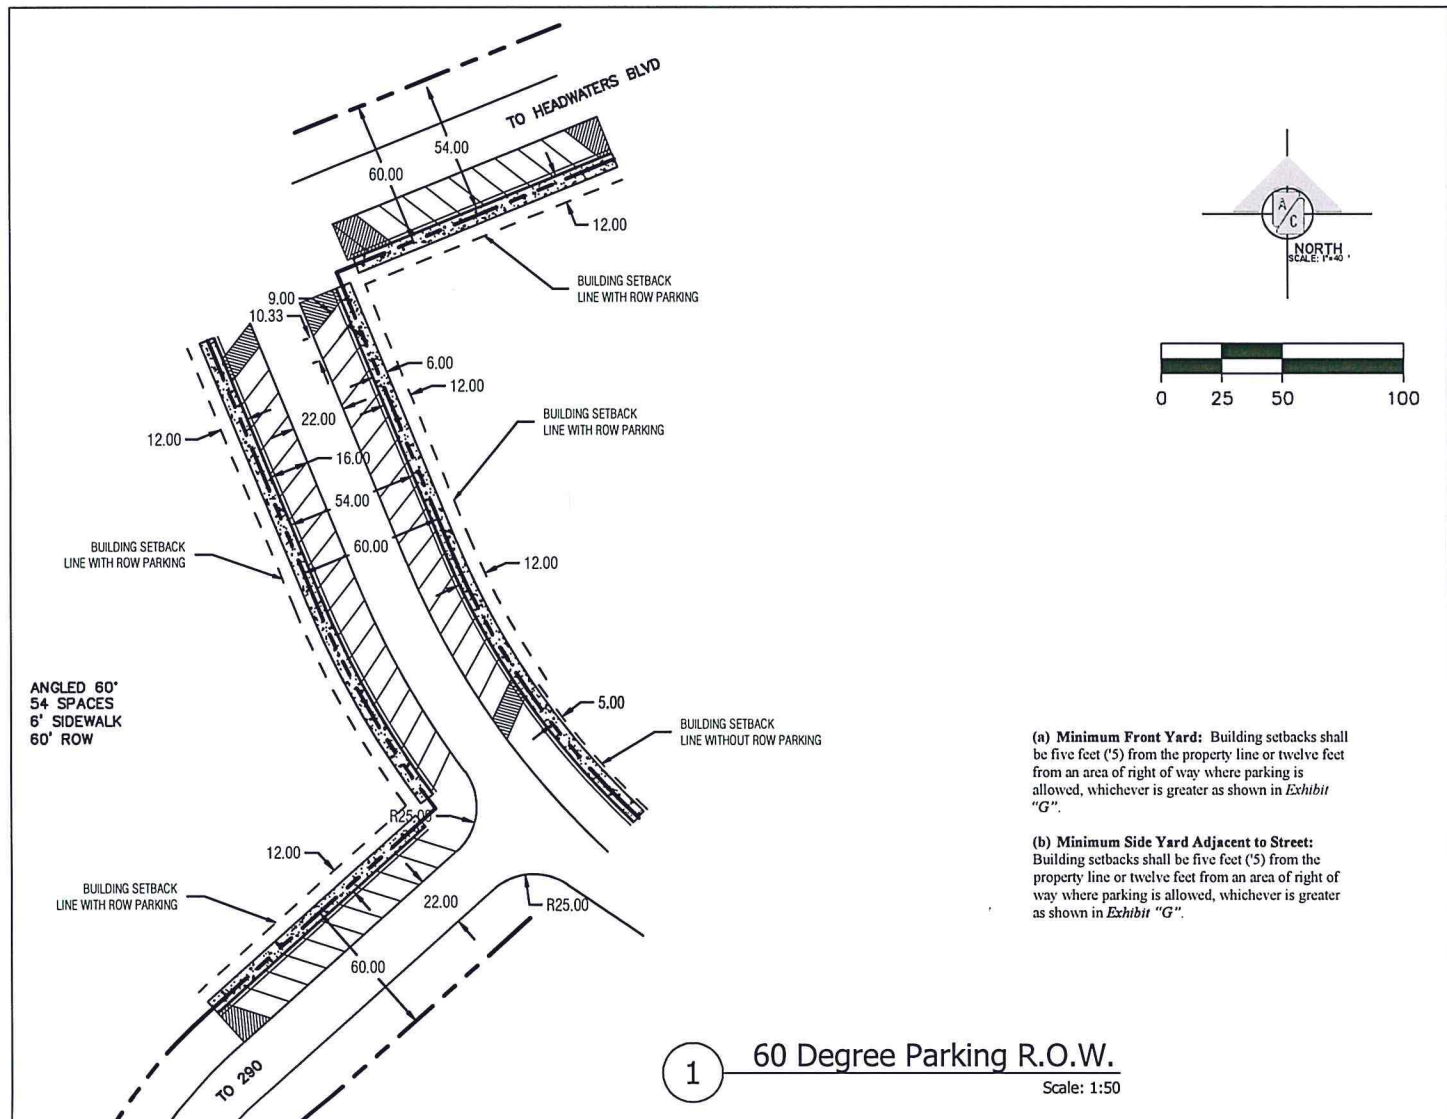 TO HEADWATERS BLVD
54.00
60.00
12.00
BUILDING SETBACK
LINE WITH ROW PARKING
A/C
NORTH
SCALE: 1"=40 '
0 25 50 100
9.00
10.33
6.00
12.00
BUILDING SETBACK
LINE WITH ROW PARKING
22.00
12.00
16.00
54.00
60.00
BUILDING SETBACK
LINE WITH ROW PARKING
12.00
ANGLED 60°
54 SPACES
6' SIDEWALK
60' ROW
5.00
BUILDING SETBACK
LINE WITHOUT ROW PARKING
R25.00
12.00
BUILDING SETBACK
LINE WITH ROW PARKING
22.00
R25.00
60.00
TO 290
(a) Minimum Front Yard: Building setbacks shall
be five feet ('5) from the property line or twelve feet
from an area of right of way where parking is
allowed, whichever is greater as shown in Exhibit
"G".
(b) Minimum Side Yard Adjacent to Street:
Building setbacks shall be five feet ('5) from the
property line or twelve feet from an area of right of
way where parking is allowed, whichever is greater
as shown in Exhibit "G".
1
60 Degree Parking R.O.W.
Scale: 1:50